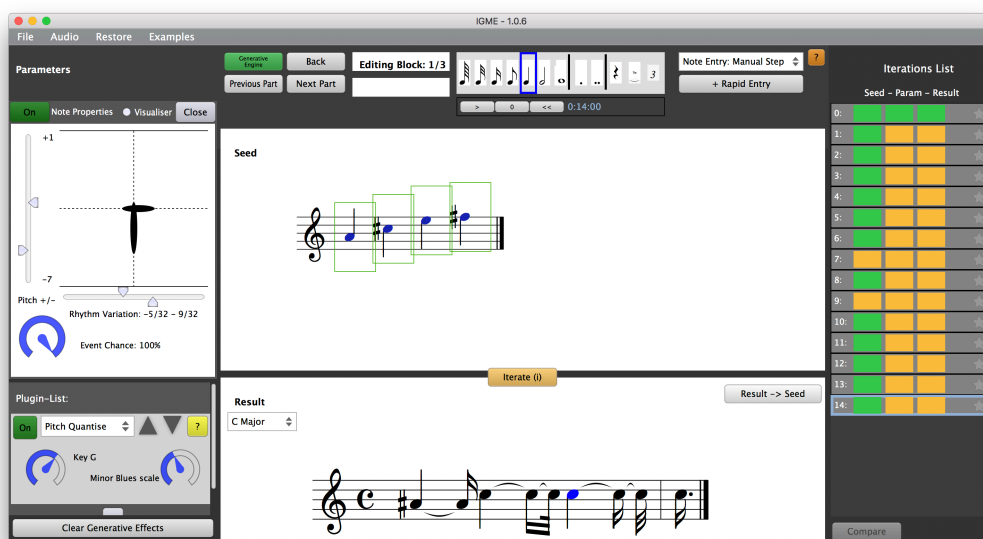 IGME - 1.0.6
File Audio Restore Examples
Parameters
Generative Engine
Back
Previous Part
Next Part
Editing Block: 1/3
> 0 << 0:14:00
Note Entry: Manual Step
?
+ Rapid Entry
Iterations List
Seed - Param - Result
On Note Properties Visualiser Close
+1
-7
Pitch +/-
Rhythm Variation: -5/32 - 9/32
Event Chance: 100%
Plugin-List:
On Pitch Quantise ?
Key G
Minor Blues scale
Clear Generative Effects
Seed
Iterate (i)
Result
C Major
Result -> Seed
3
0:
1:
2:
3:
4:
5:
6:
7:
8:
9:
10:
11:
12:
13:
14:
Compare